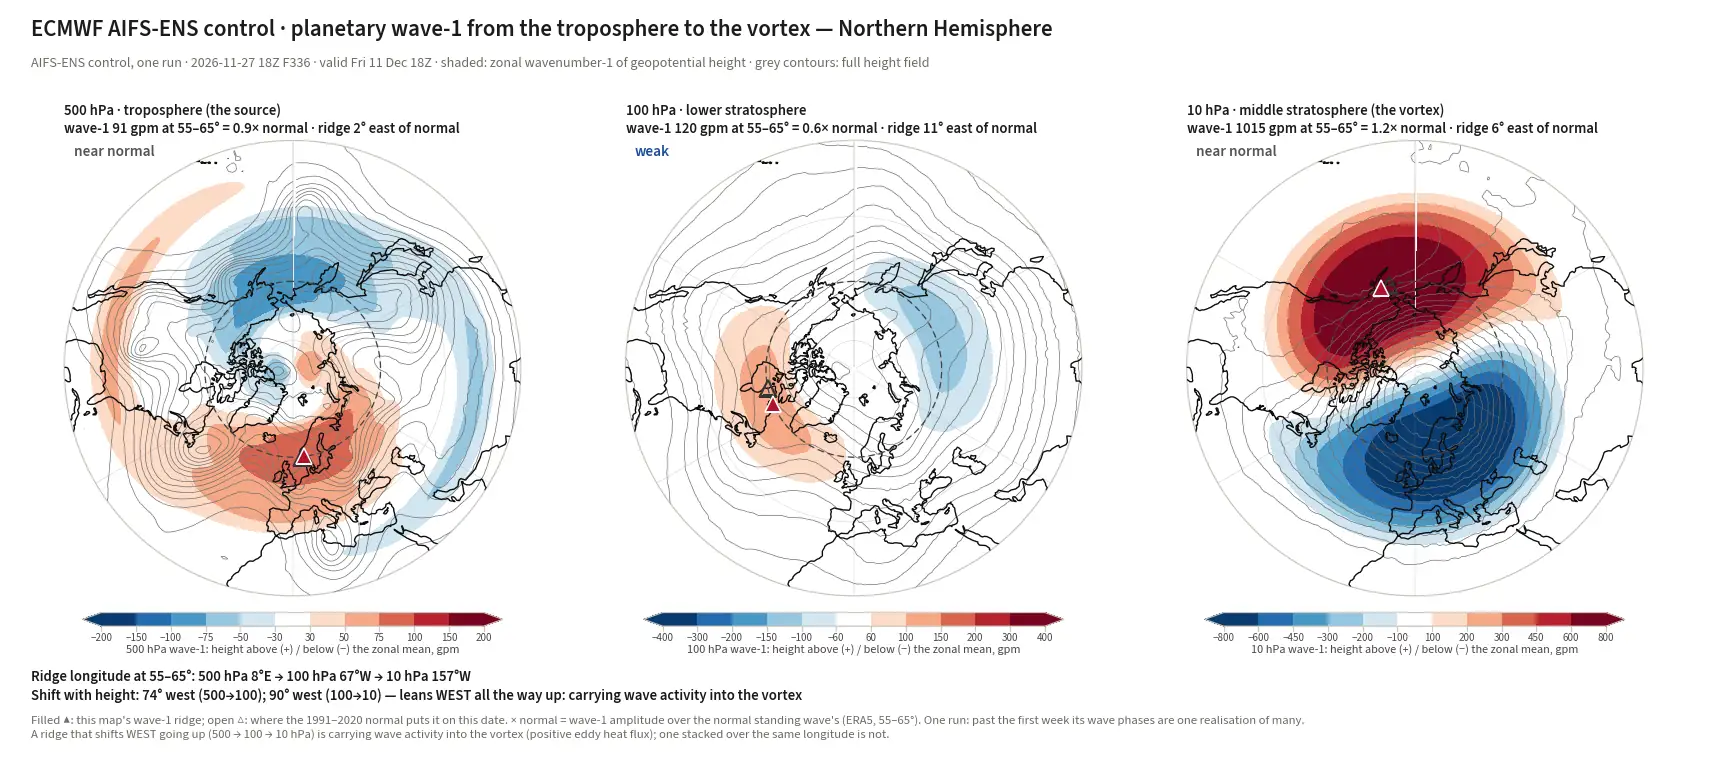 ECMWF AIFS-ENS control · planetary wave-1 from the troposphere to the vortex — Northern Hemisphere
AIFS-ENS control, one run · 2026-11-27 18Z F336 · valid Fri 11 Dec 18Z · shaded: zonal wavenumber-1 of geopotential height · grey contours: full height field
500 hPa · troposphere (the source)
wave-1 91 gpm at 55–65° = 0.9× normal · ridge 2° east of normal
near normal
100 hPa · lower stratosphere
wave-1 120 gpm at 55–65° = 0.6× normal · ridge 11° east of normal
weak
10 hPa · middle stratosphere (the vortex)
wave-1 1015 gpm at 55–65° = 1.2× normal · ridge 6° east of normal
near normal
−200 −150 −100 −75 −50 −30 30 50 75 100 150 200
500 hPa wave-1: height above (+) / below (−) the zonal mean, gpm
−400 −300 −200 −150 −100 −60 60 100 150 200 300 400
100 hPa wave-1: height above (+) / below (−) the zonal mean, gpm
−800 −600 −450 −300 −200 −100 100 200 300 450 600 800
10 hPa wave-1: height above (+) / below (−) the zonal mean, gpm
Ridge longitude at 55–65°: 500 hPa 8°E → 100 hPa 67°W → 10 hPa 157°W
Shift with height: 74° west (500→100); 90° west (100→10) — leans WEST all the way up: carrying wave activity into the vortex
Filled ▲: this map's wave-1 ridge; open △: where the 1991–2020 normal puts it on this date. × normal = wave-1 amplitude over the normal standing wave's (ERA5, 55–65°). One run: past the first week its wave phases are one realisation of many.
A ridge that shifts WEST going up (500 → 100 → 10 hPa) is carrying wave activity into the vortex (positive eddy heat flux); one stacked over the same longitude is not.